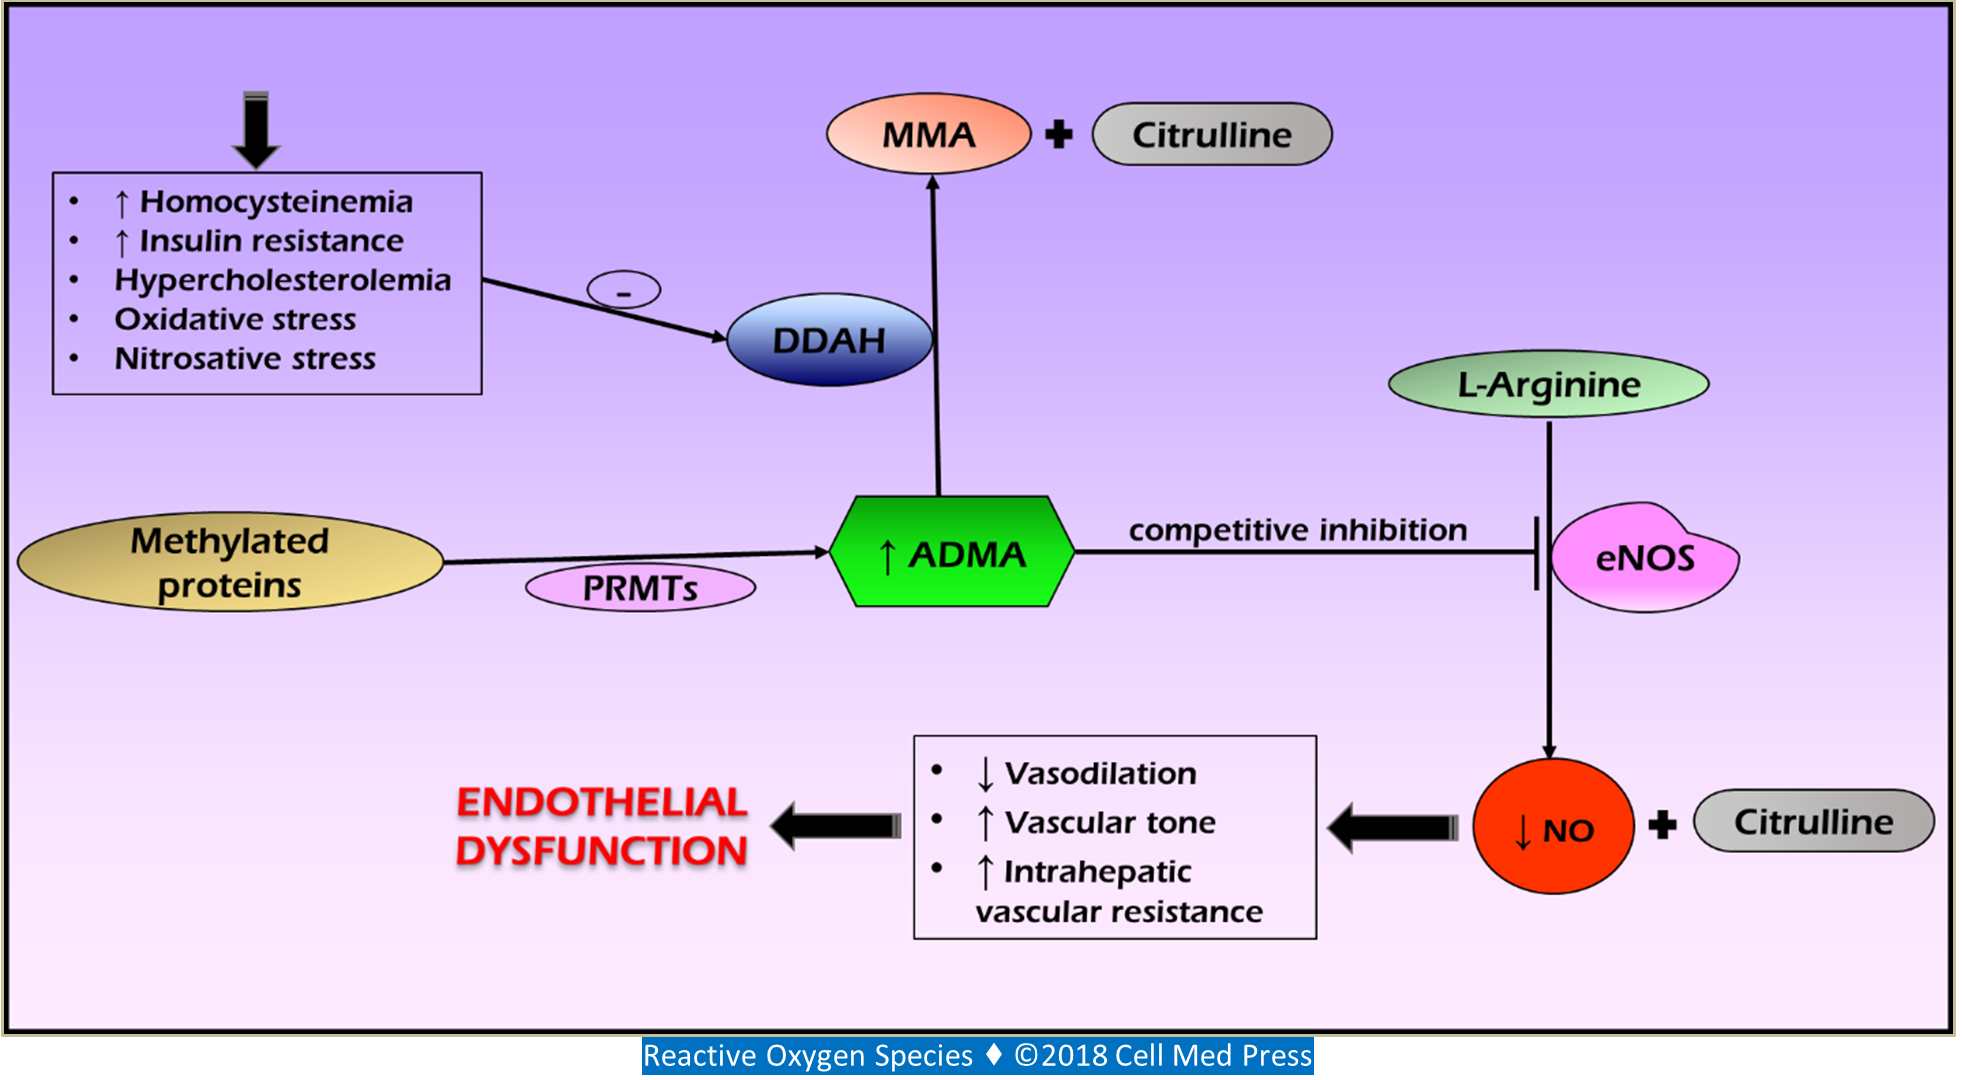 MMA + Citrulline
• ↑ Homocysteinemia
• ↑ Insulin resistance
• Hypercholesterolemia
• Oxidative stress
• Nitrosative stress
-
DDAH
L-Arginine
Methylated
proteins
PRMTs
↑ ADMA
competitive inhibition
eNOS
• ↓ Vasodilation
• ↑ Vascular tone
• ↑ Intrahepatic
vascular resistance
ENDOTHELIAL
DYSFUNCTION
↓ NO + Citrulline
Reactive Oxygen Species ♦ ©2018 Cell Med Press